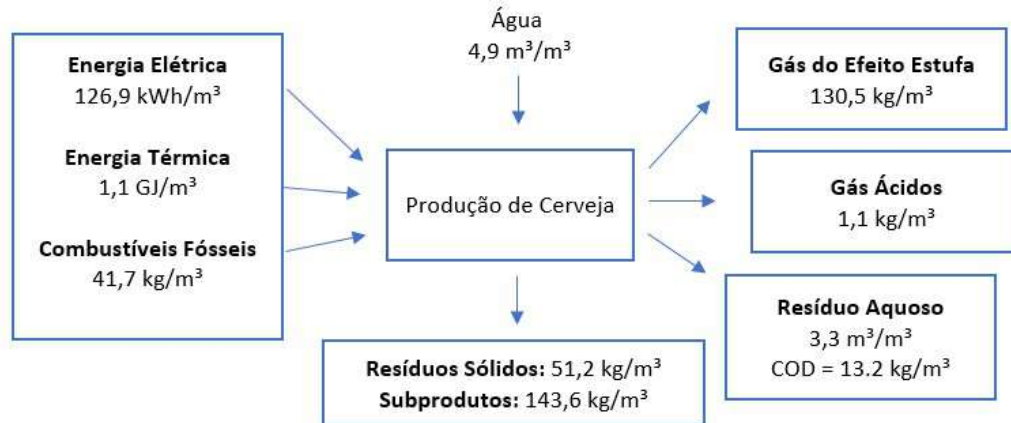 Água
4,9 m³/m³
Energia Elétrica
126,9 kWh/m³
Energia Térmica
1,1 GJ/m³
Combustíveis Fósseis
41,7 kg/m³
Produção de Cerveja
Gás do Efeito Estufa
130,5 kg/m³
Gás Ácidos
1,1 kg/m³
Resíduo Aquoso
3,3 m³/m³
COD = 13.2 kg/m³
Resíduos Sólidos: 51,2 kg/m³
Subprodutos: 143,6 kg/m³